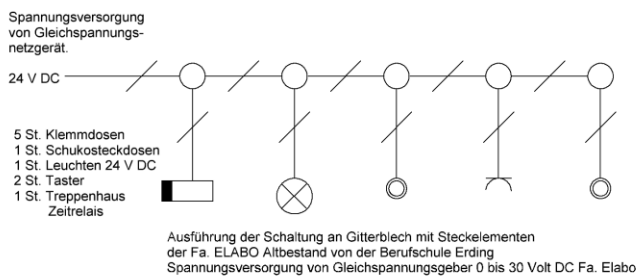 Spannungsversorgung
von Gleichspannungs-
netzgerät.
24 V DC
5 St. Klemmdosen
1 St. Schukosteckdosen
1 St. Leuchten 24 V DC
2 St. Taster
1 St. Treppenhaus
Zeitrelais
Ausführung der Schaltung an Gitterblech mit Steckelementen
der Fa. ELABO Altbestand von der Berufschule Erding
Spannungsversorgung von Gleichspannungsgeber 0 bis 30 Volt DC Fa. Elabo